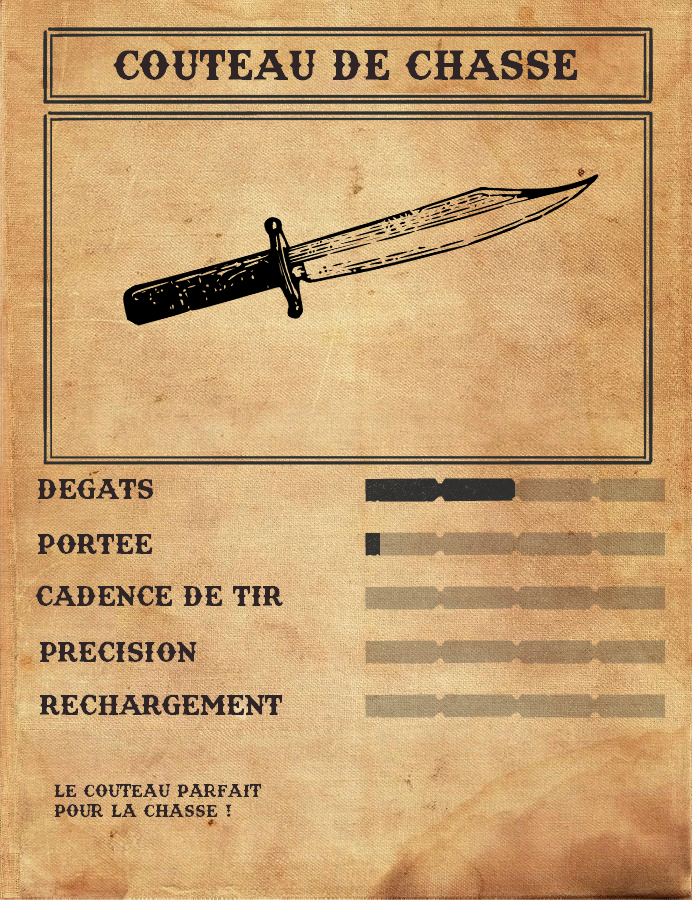 COUTEAU DE CHASSE
DEGATS
PORTEE
CADENCE DE TIR
PRECISION
RECHARGEMENT
LE COUTEAU PARFAIT
POUR LA CHASSE !